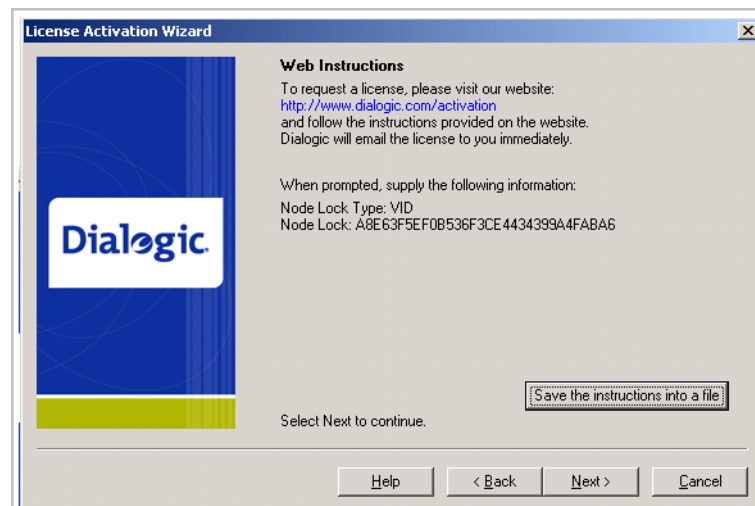 License Activation Wizard
Web Instructions
To request a license, please visit our website:
http://www.dialogic.com/activation
and follow the instructions provided on the website.
Dialogic will email the license to you immediately.
When prompted, supply the following information:
Node Lock Type: VID
Node Lock: A8E63F5EF0B536F3CE4434399A4FABA6
Dialogic
Save the instructions into a file
Select Next to continue.
Help
< Back
Next >
Cancel